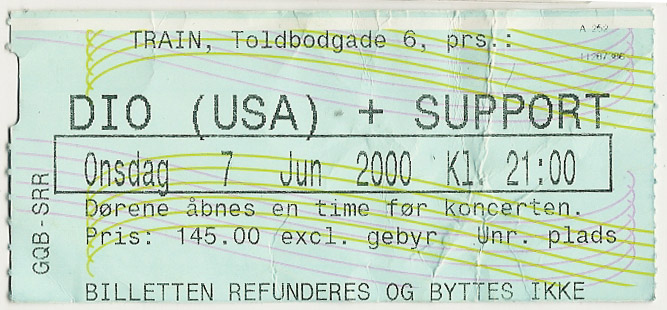 A 252
TRAIN, Toldbodgade 6, prs.:
DIO (USA) + SUPPORT
Onsdag 7 Jun 2000 Kl. 21:00
Dørene åbnes en time før koncerten.
Pris: 145.00 excl. gebyr Unr. plads
BILLETTEN REFUNDERES OG BYTTES IKKE
GQB-SRR